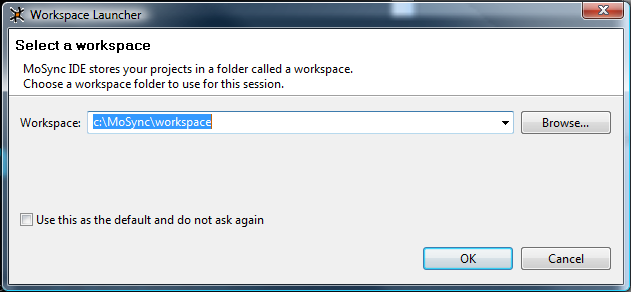 Workspace Launcher
Select a workspace
MoSync IDE stores your projects in a folder called a workspace.
Choose a workspace folder to use for this session.
Workspace: c:\MoSync\workspace Browse...
Use this as the default and do not ask again
OK Cancel